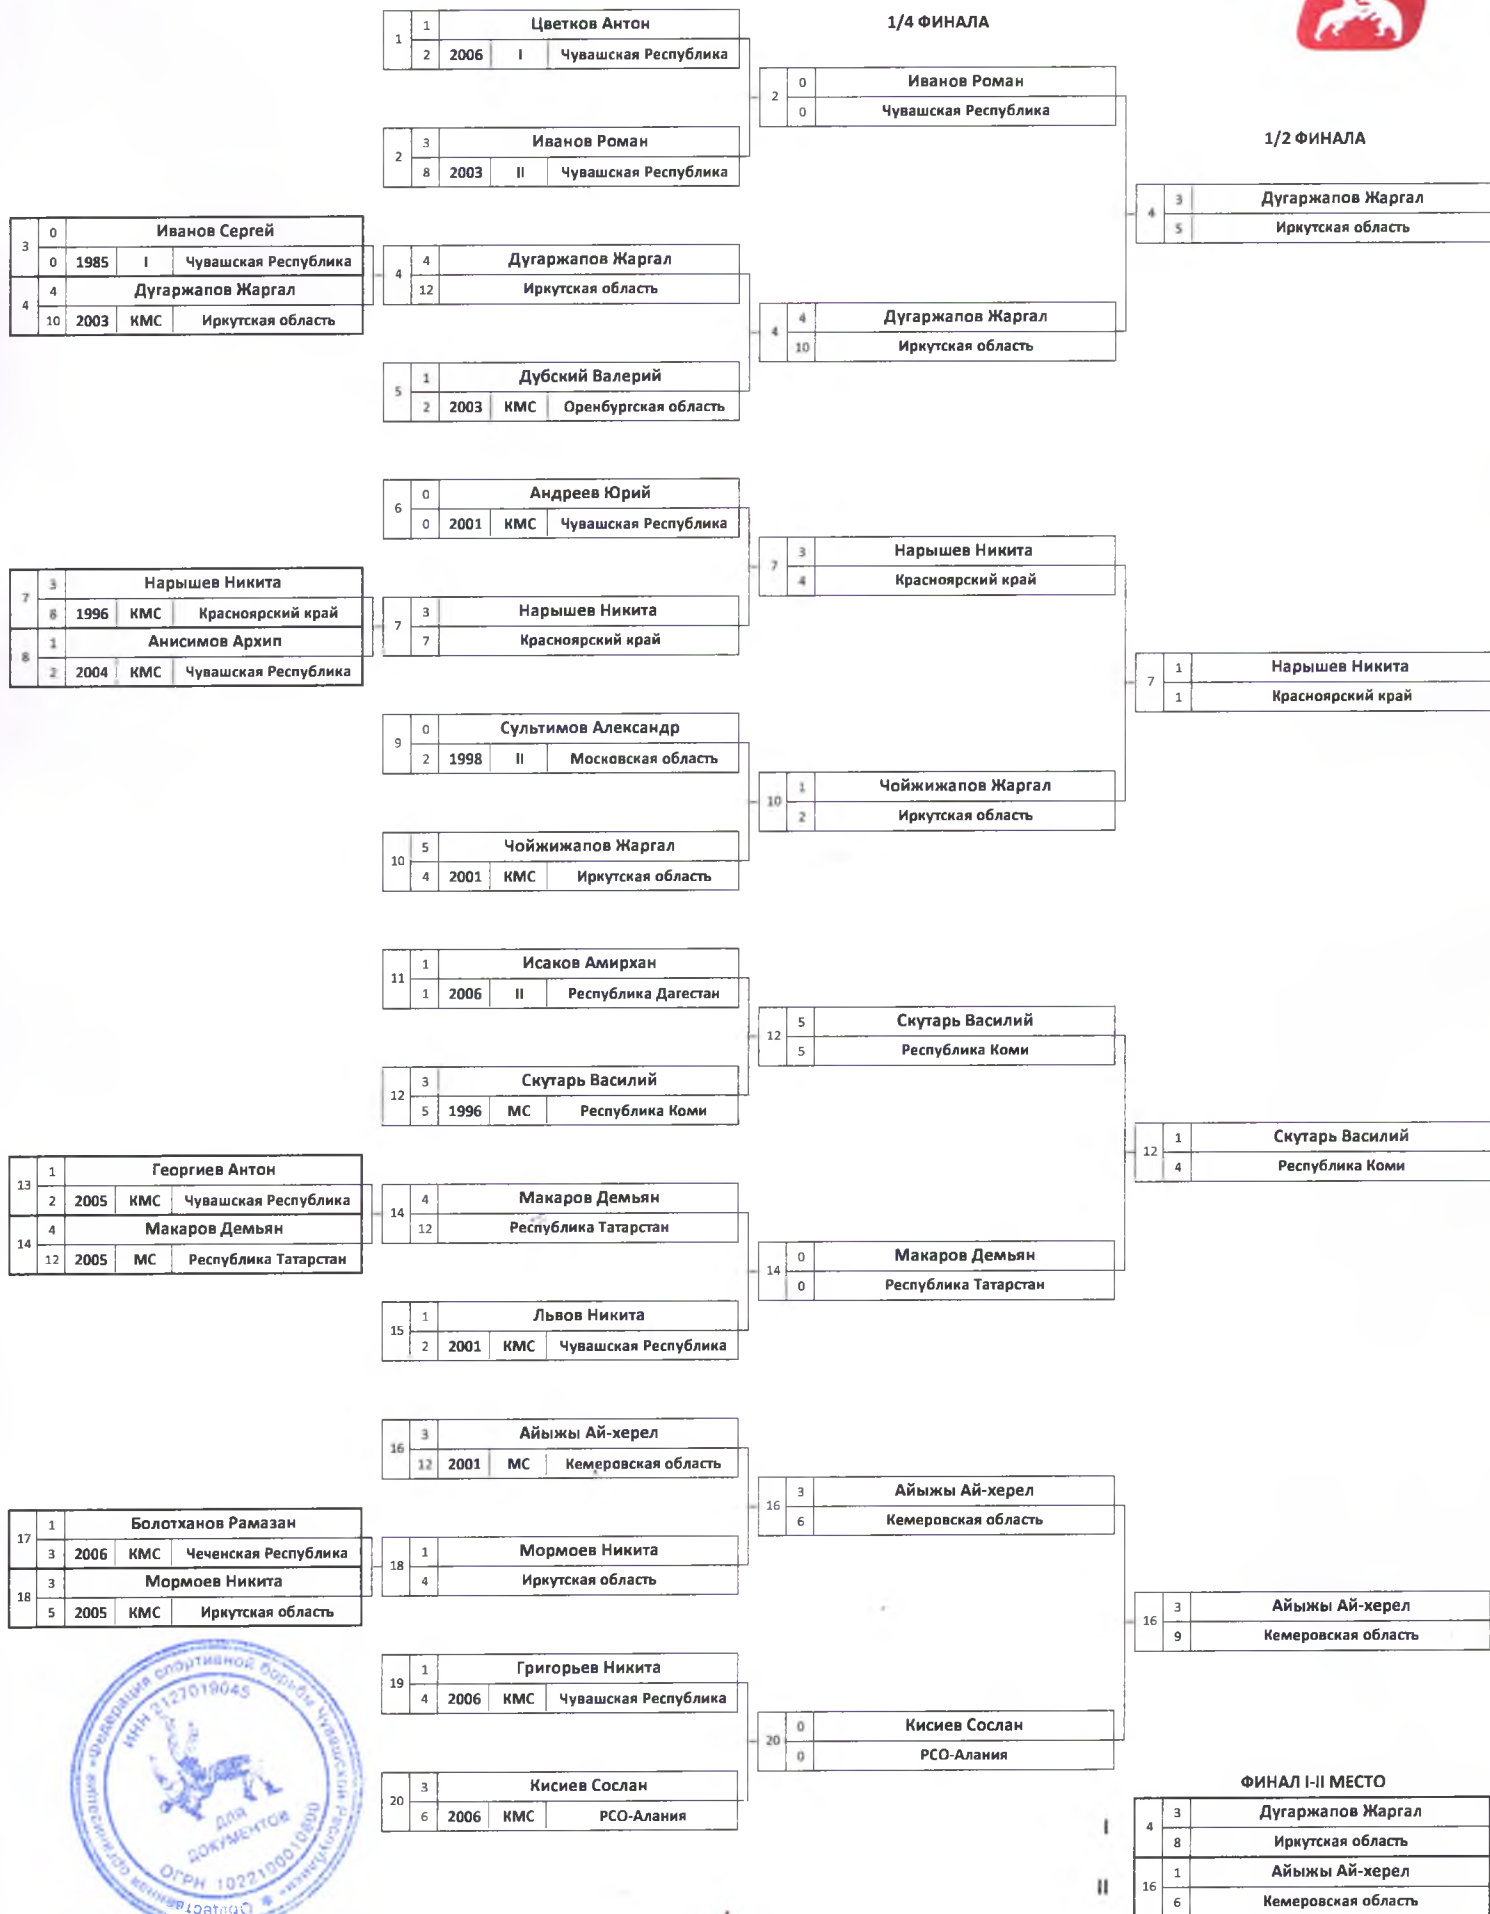 1/4 ФИНАЛА
1/2 ФИНАЛА
3 0 Иванов Сергей
0 1985 I Чувашская Республика
4 4 Дугаржапов Жаргал
10 2003 КМС Иркутская область
7 3 Нарышев Никита
8 1996 КМС Красноярский край
8 1 Анисимов Архип
2 2004 КМС Чувашская Республика
13 1 Георгиев Антон
2 2005 КМС Чувашская Республика
14 4 Макаров Демьян
12 2005 МС Республика Татарстан
17 1 Болотханов Рамазан
3 2006 КМС Чеченская Республика
18 3 Мормоев Никита
5 2005 КМС Иркутская область
1 1 Цветков Антон
2 2006 I Чувашская Республика
2 3 Иванов Роман
8 2003 II Чувашская Республика
4 4 Дугаржапов Жаргал
12 Иркутская область
5 1 Дубский Валерий
2 2003 КМС Оренбургская область
6 0 Андреев Юрий
0 2001 КМС Чувашская Республика
7 3 Нарышев Никита
7 Красноярский край
9 0 Сультимов Александр
2 1998 II Московская область
10 5 Чойжижапов Жаргал
4 2001 КМС Иркутская область
11 1 Исаков Амирхан
1 2006 II Республика Дагестан
12 3 Скутарь Василий
5 1996 МС Республика Коми
14 4 Макаров Демьян
12 Республика Татарстан
15 1 Львов Никита
2 2001 КМС Чувашская Республика
16 3 Айыжы Ай-херел
12 2001 МС Кемеровская область
18 1 Мормоев Никита
4 Иркутская область
19 1 Григорьев Никита
4 2006 КМС Чувашская Республика
20 3 Кисиев Сослан
6 2006 КМС РСО-Алания
2 0 Иванов Роман
0 Чувашская Республика
4 4 Дугаржапов Жаргал
10 Иркутская область
7 3 Нарышев Никита
4 Красноярский край
10 1 Чойжижапов Жаргал
2 Иркутская область
12 5 Скутарь Василий
5 Республика Коми
14 0 Макаров Демьян
0 Республика Татарстан
16 3 Айыжы Ай-херел
6 Кемеровская область
20 0 Кисиев Сослан
0 РСО-Алания
4 3 Дугаржапов Жаргал
5 Иркутская область
7 1 Нарышев Никита
1 Красноярский край
12 1 Скутарь Василий
4 Республика Коми
16 3 Айыжы Ай-херел
9 Кемеровская область
ФИНАЛ I-II МЕСТО
I 4 3 Дугаржапов Жаргал
8 Иркутская область
II 16 1 Айыжы Ай-херел
6 Кемеровская область
организация «Федерация спортивной борьбы Чувашской Республики»
ИНН 2127019045
ДЛЯ
ДОКУМЕНТОВ
ОГРН 1022100010800